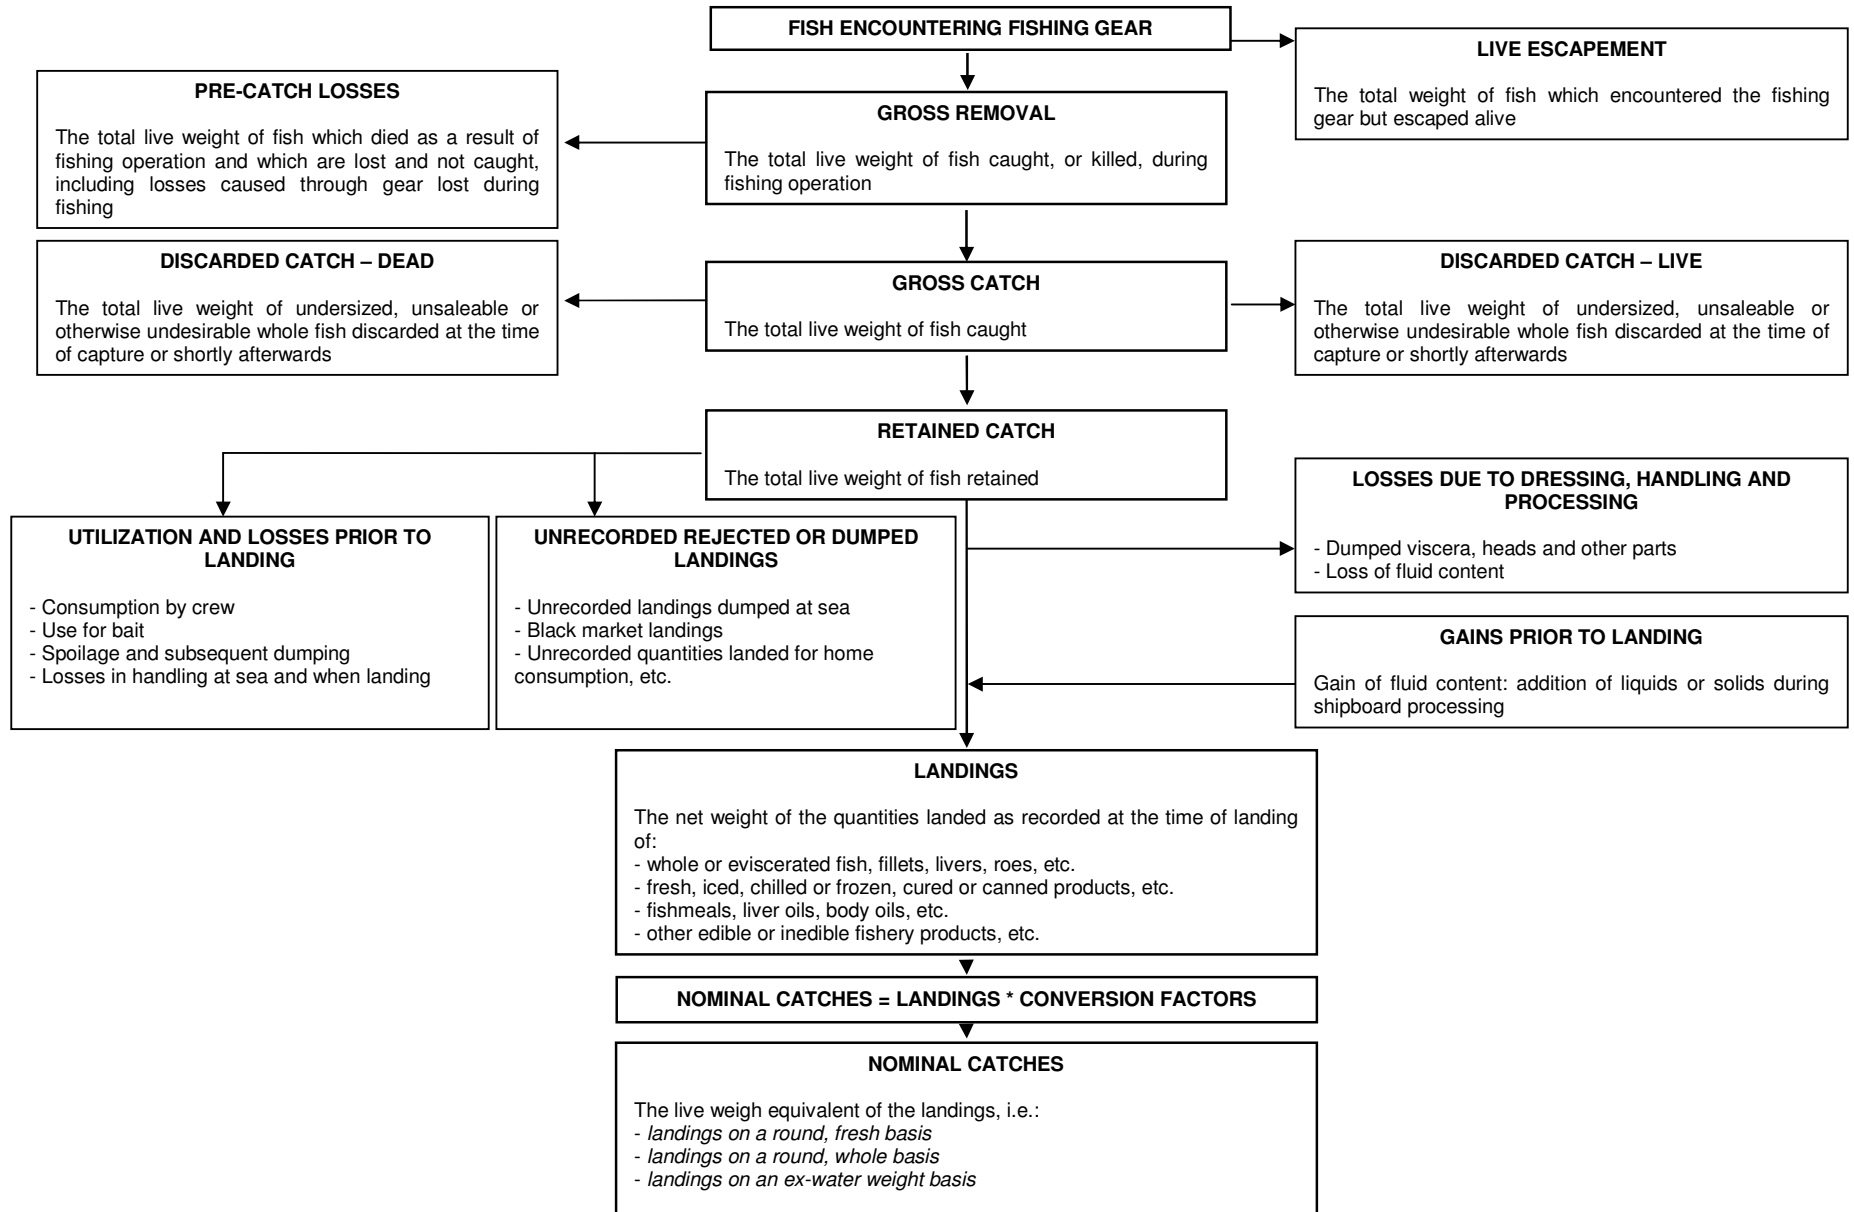 FISH ENCOUNTERING FISHING GEAR
LIVE ESCAPEMENT
The total weight of fish which encountered the fishing
gear but escaped alive
PRE-CATCH LOSSES
The total live weight of fish which died as a result of
fishing operation and which are lost and not caught,
including losses caused through gear lost during
fishing
GROSS REMOVAL
The total live weight of fish caught, or killed, during
fishing operation
DISCARDED CATCH – DEAD
The total live weight of undersized, unsaleable or
otherwise undesirable whole fish discarded at the time
of capture or shortly afterwards
GROSS CATCH
The total live weight of fish caught
DISCARDED CATCH – LIVE
The total live weight of undersized, unsaleable or
otherwise undesirable whole fish discarded at the time of
capture or shortly afterwards
RETAINED CATCH
The total live weight of fish retained
LOSSES DUE TO DRESSING, HANDLING AND
PROCESSING
- Dumped viscera, heads and other parts
- Loss of fluid content
UTILIZATION AND LOSSES PRIOR TO
LANDING
- Consumption by crew
- Use for bait
- Spoilage and subsequent dumping
- Losses in handling at sea and when landing
UNRECORDED REJECTED OR DUMPED
LANDINGS
- Unrecorded landings dumped at sea
- Black market landings
- Unrecorded quantities landed for home
consumption, etc.
GAINS PRIOR TO LANDING
Gain of fluid content: addition of liquids or solids during
shipboard processing
LANDINGS
The net weight of the quantities landed as recorded at the time of landing
of:
- whole or eviscerated fish, fillets, livers, roes, etc.
- fresh, iced, chilled or frozen, cured or canned products, etc.
- fishmeals, liver oils, body oils, etc.
- other edible or inedible fishery products, etc.
NOMINAL CATCHES = LANDINGS * CONVERSION FACTORS
NOMINAL CATCHES
The live weigh equivalent of the landings, i.e.:
- landings on a round, fresh basis
- landings on a round, whole basis
- landings on an ex-water weight basis